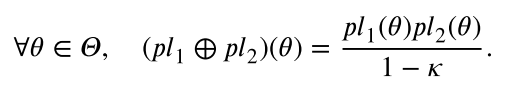 ∀θ ∈ Θ, (pl₁ ⊕ pl₂)(θ) = pl₁(θ)pl₂(θ) / (1 − κ).